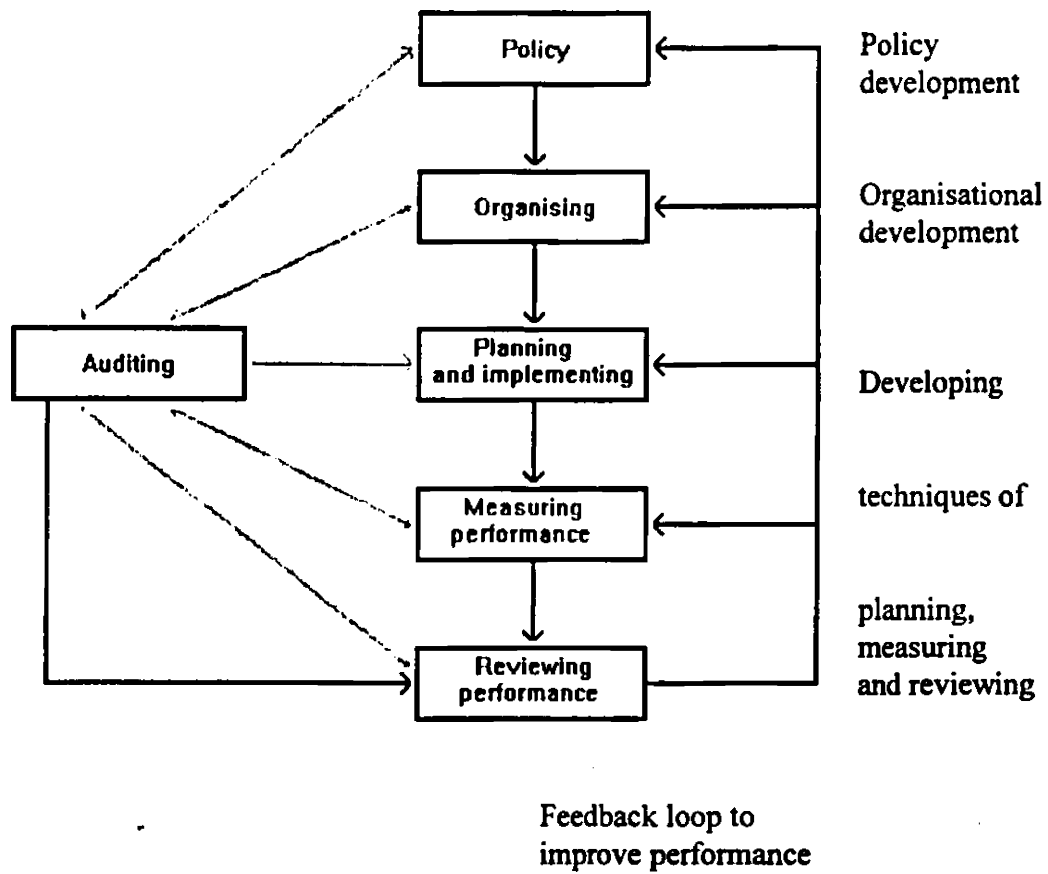 Policy
Policy
development
Organising
Organisational
development
Auditing
Planning
and implementing
Developing
Measuring
performance
techniques of
Reviewing
performance
planning,
measuring
and reviewing
Feedback loop to
improve performance